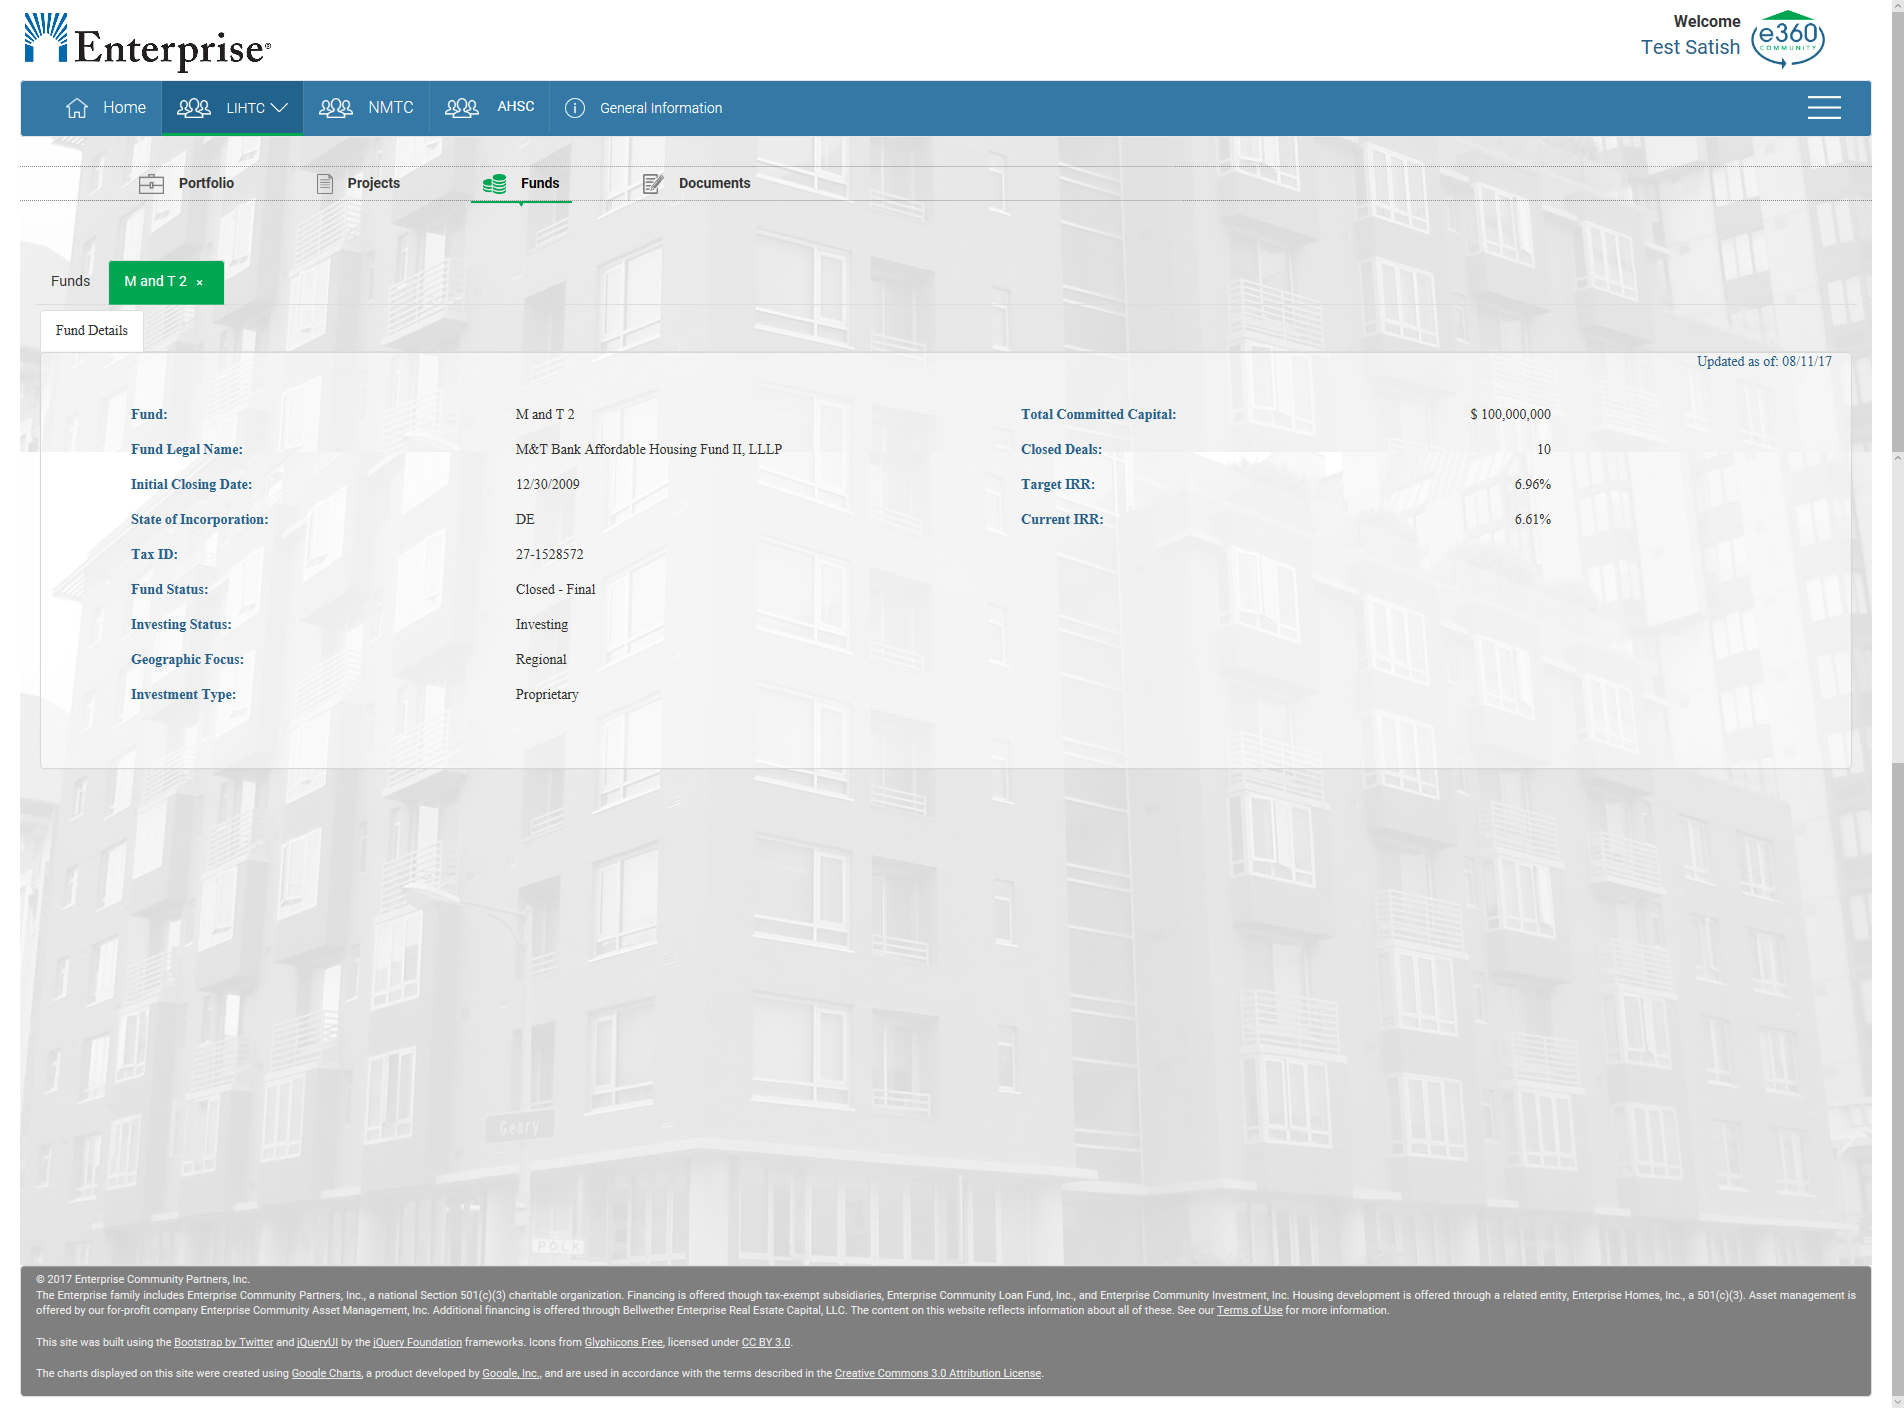 Enterprise®
Welcome
Test Satish
e360
COMMUNITY
Home
LIHTC
NMTC
AHSC
General Information
Portfolio
Projects
Funds
Documents
Funds
M and T 2 ×
Fund Details
Updated as of: 08/11/17
Fund: M and T 2 Total Committed Capital: $ 100,000,000
Fund Legal Name: M&T Bank Affordable Housing Fund II, LLLP Closed Deals: 10
Initial Closing Date: 12/30/2009 Target IRR: 6.96%
State of Incorporation: DE Current IRR: 6.61%
Tax ID: 27-1528572
Fund Status: Closed - Final
Investing Status: Investing
Geographic Focus: Regional
Investment Type: Proprietary
Geary
POLK
© 2017 Enterprise Community Partners, Inc.
The Enterprise family includes Enterprise Community Partners, Inc., a national Section 501(c)(3) charitable organization. Financing is offered though tax-exempt subsidiaries, Enterprise Community Loan Fund, Inc., and Enterprise Community Investment, Inc. Housing development is offered through a related entity, Enterprise Homes, Inc., a 501(c)(3). Asset management is
offered by our for-profit company Enterprise Community Asset Management, Inc. Additional financing is offered through Bellwether Enterprise Real Estate Capital, LLC. The content on this website reflects information about all of these. See our Terms of Use for more information.
This site was built using the Bootstrap by Twitter and jQueryUI by the jQuery Foundation frameworks. Icons from Glyphicons Free, licensed under CC BY 3.0.
The charts displayed on this site were created using Google Charts, a product developed by Google, Inc., and are used in accordance with the terms described in the Creative Commons 3.0 Attribution License.